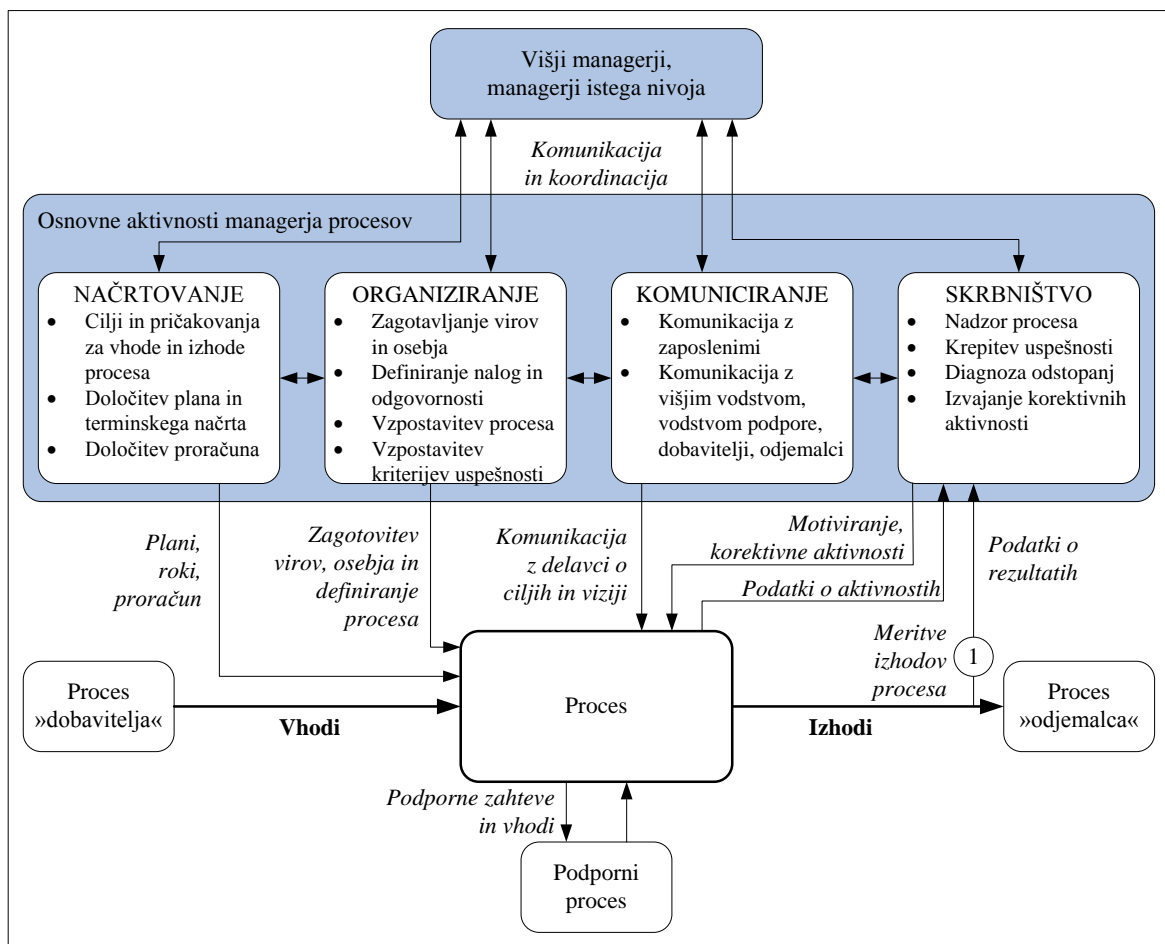 Višji managerji,
managerji istega nivoja
Komunikacija
in koordinacija
Osnovne aktivnosti managerja procesov
NAČRTOVANJE
• Cilji in pričakovanja
za vhode in izhode
procesa
• Določitev plana in
terminskega načrta
• Določitev proračuna
ORGANIZIRANJE
• Zagotavljanje virov
in osebja
• Definiranje nalog in
odgovornosti
• Vzpostavitev procesa
• Vzpostavitev
kriterijev uspešnosti
KOMUNICIRANJE
• Komunikacija z
zaposlenimi
• Komunikacija z
višjim vodstvom,
vodstvom podpore,
dobavitelji, odjemalci
SKRBNIŠTVO
• Nadzor procesa
• Krepitev uspešnosti
• Diagnoza odstopanj
• Izvajanje korektivnih
aktivnosti
Plani,
roki,
proračun
Zagotovitev
virov, osebja in
definiranje
procesa
Komunikacija
z delavci o
ciljih in viziji
Motiviranje,
korektivne aktivnosti
Podatki o aktivnostih
Podatki o
rezultatih
Meritve
izhodov
procesa
1
Proces
»dobavitelja«
Vhodi
Proces
Izhodi
Proces
»odjemalca«
Podporne zahteve
in vhodi
Podporni
proces